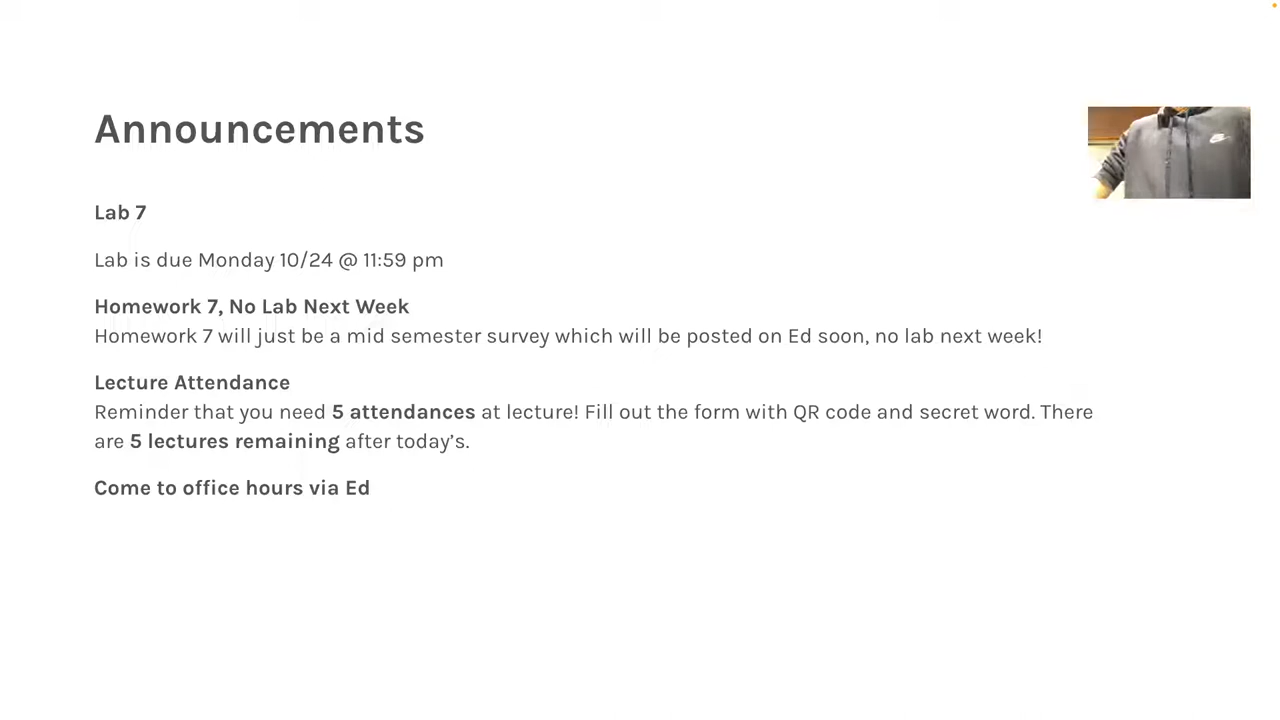 Announcements
Lab 7
Lab is due Monday 10/24 @ 11:59 pm
Homework 7, No Lab Next Week
Homework 7 will just be a mid semester survey which will be posted on Ed soon, no lab next week!
Lecture Attendance
Reminder that you need 5 attendances at lecture! Fill out the form with QR code and secret word. There
are 5 lectures remaining after today’s.
Come to office hours via Ed